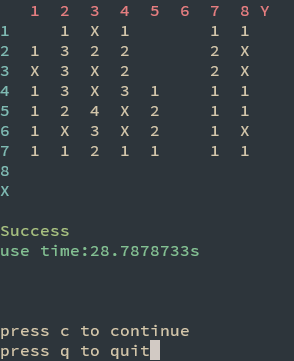 1 2 3 4 5 6 7 8 Y
1 1 X 1 1 1
2 1 3 2 2 2 X
3 X 3 X 2 2 X
4 1 3 X 3 1 1 1
5 1 2 4 X 2 1 1
6 1 X 3 X 2 1 X
7 1 1 2 1 1 1 1
8
X
Success
use time:28.7878733s
press c to continue
press q to quit